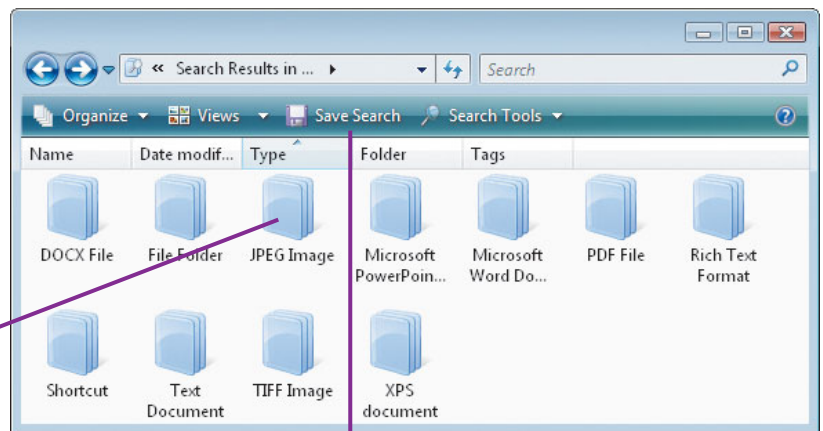 « Search Results in ... Search
Organize Views Save Search Search Tools ?
Name Date modif... Type Folder Tags
DOCX File File Folder JPEG Image Microsoft PowerPoin... Microsoft Word Do... PDF File Rich Text Format
Shortcut Text Document TIFF Image XPS document